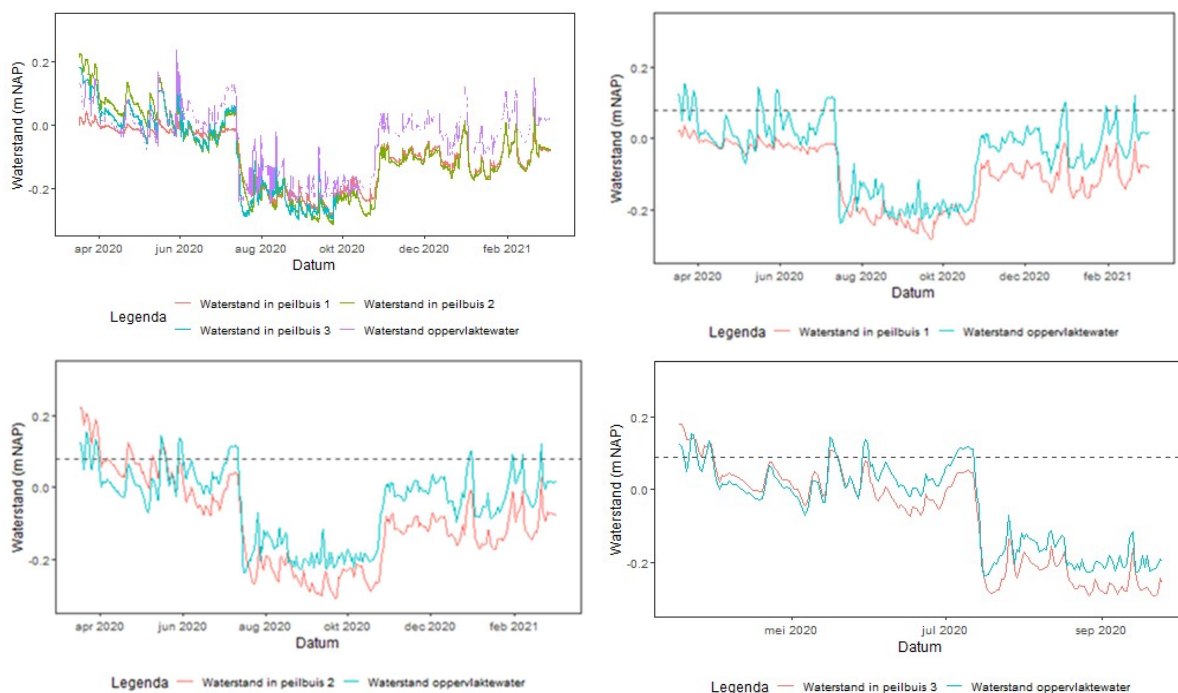 Waterstand (m NAP)
0.2
0.0
-0.2
apr 2020 jun 2020 aug 2020 okt 2020 dec 2020 feb 2021
Datum
Legenda
Waterstand in peilbuis 1 Waterstand in peilbuis 2
Waterstand in peilbuis 3 Waterstand oppervlaktewater
Waterstand (m NAP)
0.2
0.0
-0.2
apr 2020 jun 2020 aug 2020 okt 2020 dec 2020 feb 2021
Datum
Legenda Waterstand in peilbuis 1 Waterstand oppervlaktewater
Waterstand (m NAP)
0.2
0.0
-0.2
apr 2020 jun 2020 aug 2020 okt 2020 dec 2020 feb 2021
Datum
Legenda Waterstand in peilbuis 2 Waterstand oppervlaktewater
Waterstand (m NAP)
0.2
0.0
-0.2
mei 2020 jul 2020 sep 2020
Datum
Legenda Waterstand in peilbuis 3 Waterstand oppervlaktewater